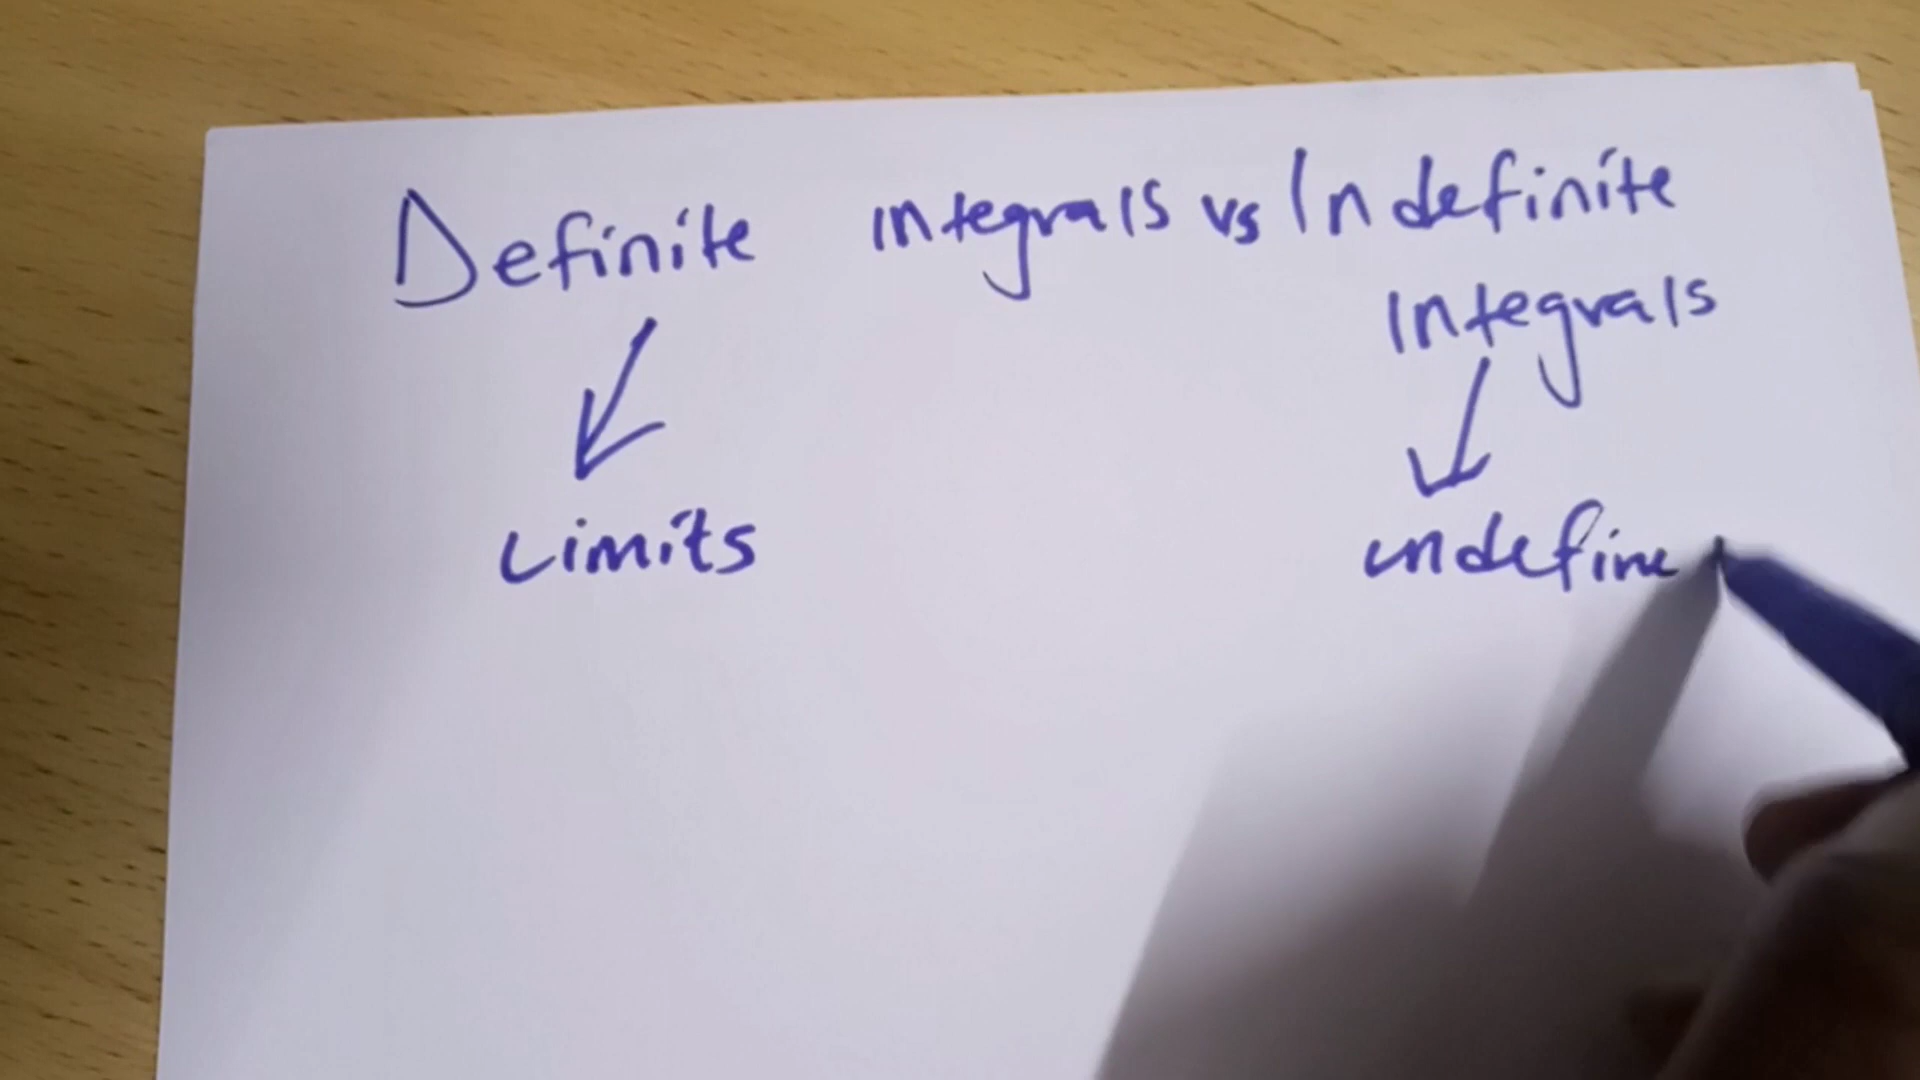 Definite integrals vs Indefinite
Integrals
Limits
undefine